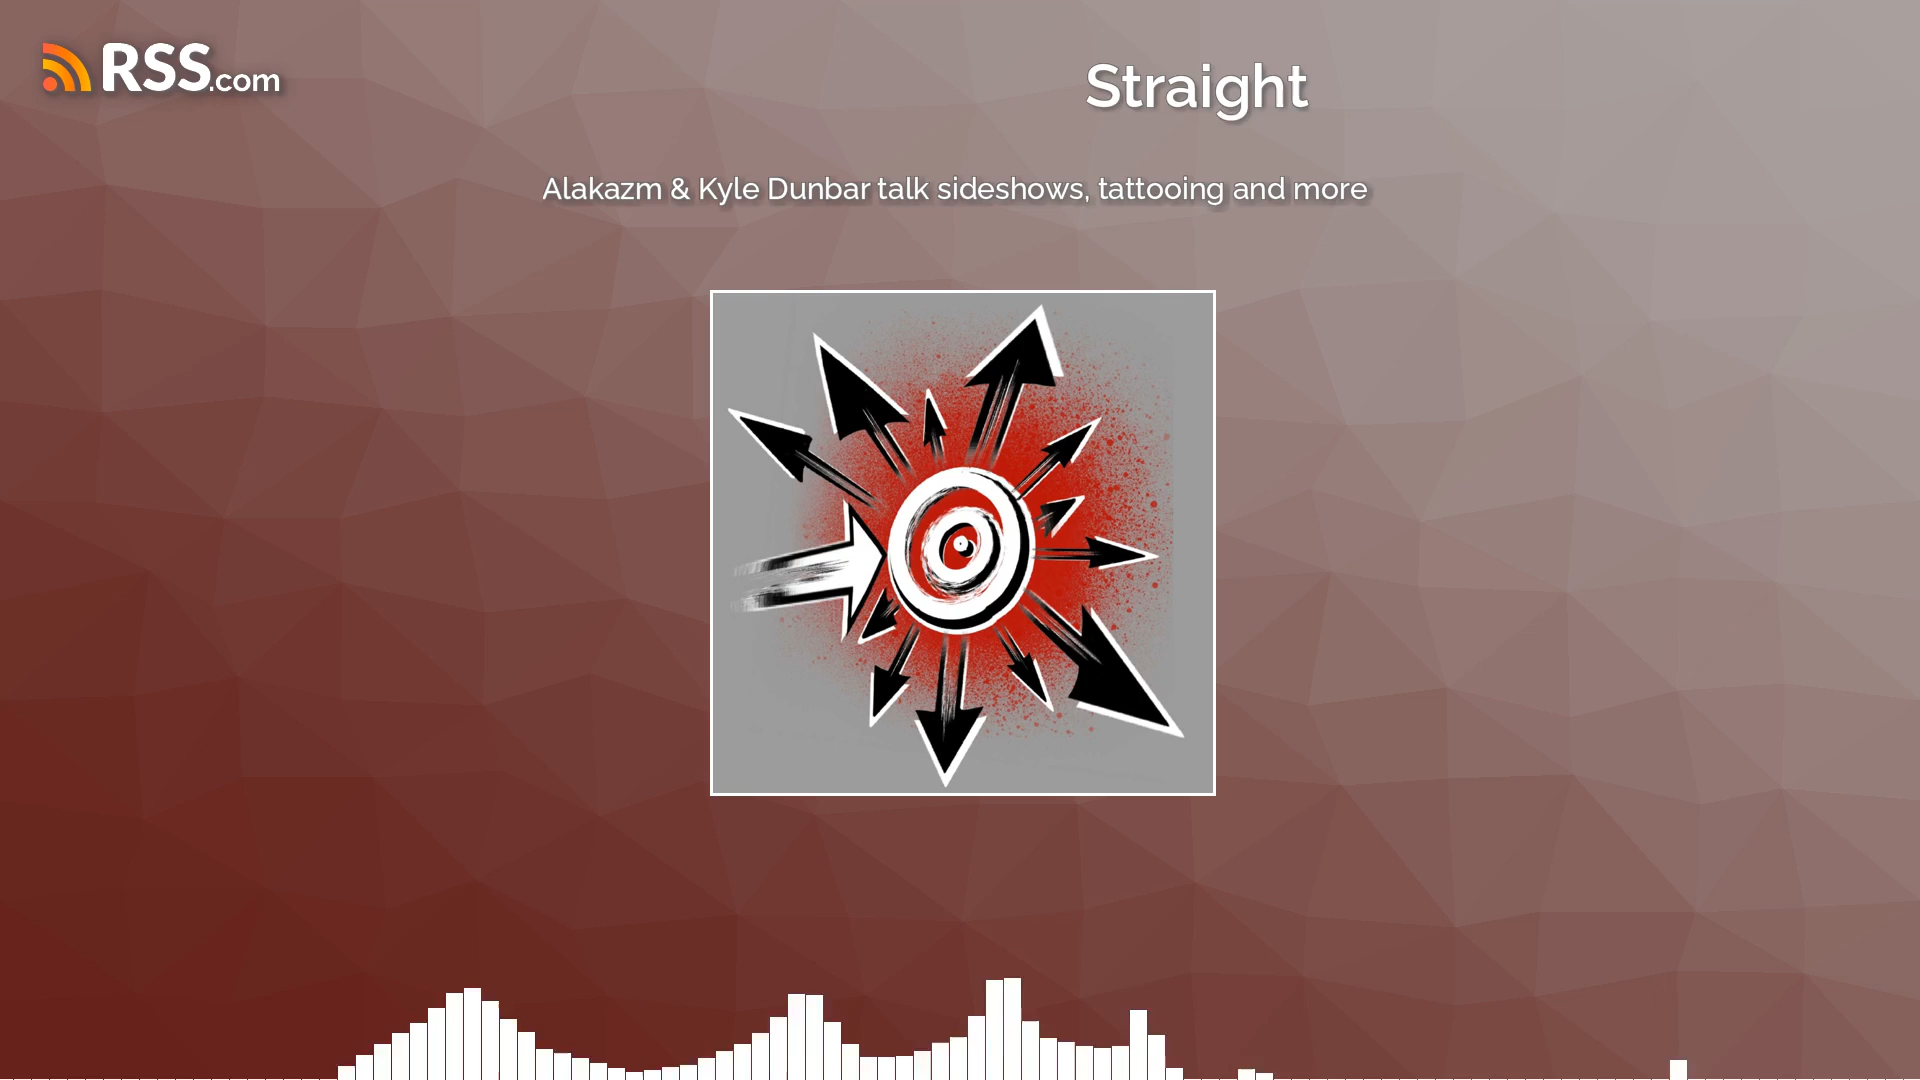 RSS.com
Straight
Alakazm & Kyle Dunbar talk sideshows, tattooing and more